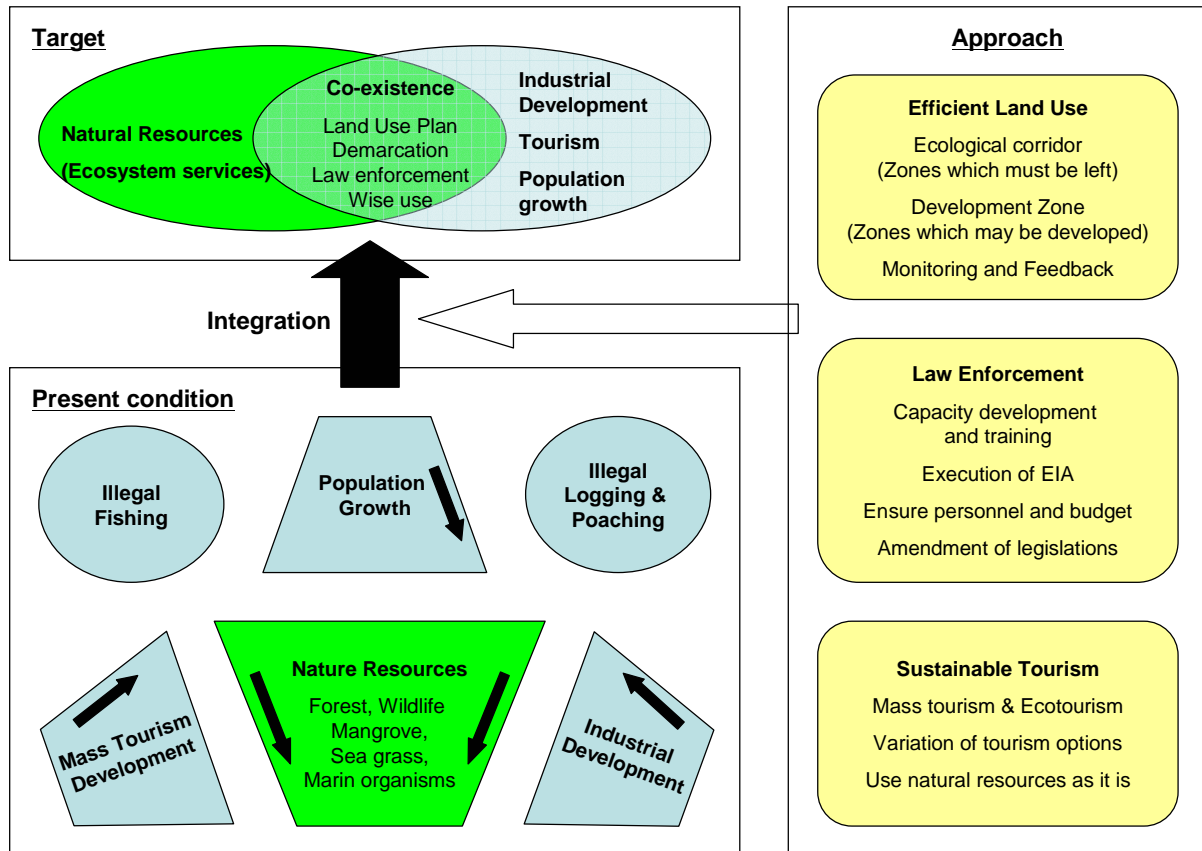 Target
Natural Resources
(Ecosystem services)
Co-existence
Land Use Plan
Demarcation
Law enforcement
Wise use
Industrial
Development
Tourism
Population
growth
Integration
Present condition
Illegal
Fishing
Population
Growth
Illegal
Logging &
Poaching
Mass Tourism
Development
Nature Resources
Forest, Wildlife
Mangrove,
Sea grass,
Marin organisms
Industrial
Development
Approach
Efficient Land Use
Ecological corridor
(Zones which must be left)
Development Zone
(Zones which may be developed)
Monitoring and Feedback
Law Enforcement
Capacity development
and training
Execution of EIA
Ensure personnel and budget
Amendment of legislations
Sustainable Tourism
Mass tourism & Ecotourism
Variation of tourism options
Use natural resources as it is